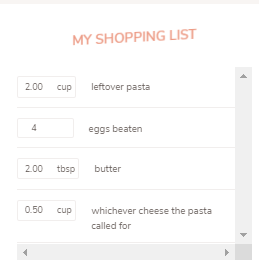 MY SHOPPING LIST
2.00 cup leftover pasta
4 eggs beaten
2.00 tbsp butter
0.50 cup whichever cheese the pasta
called for